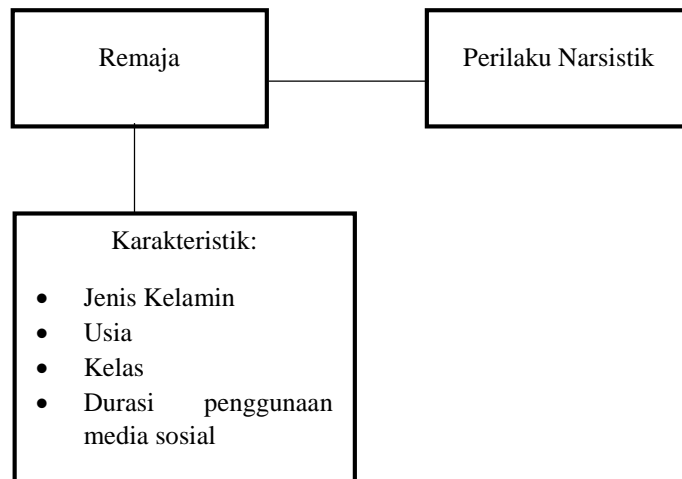 Remaja
Perilaku Narsistik
Karakteristik:
• Jenis Kelamin
• Usia
• Kelas
• Durasi penggunaan
media sosial